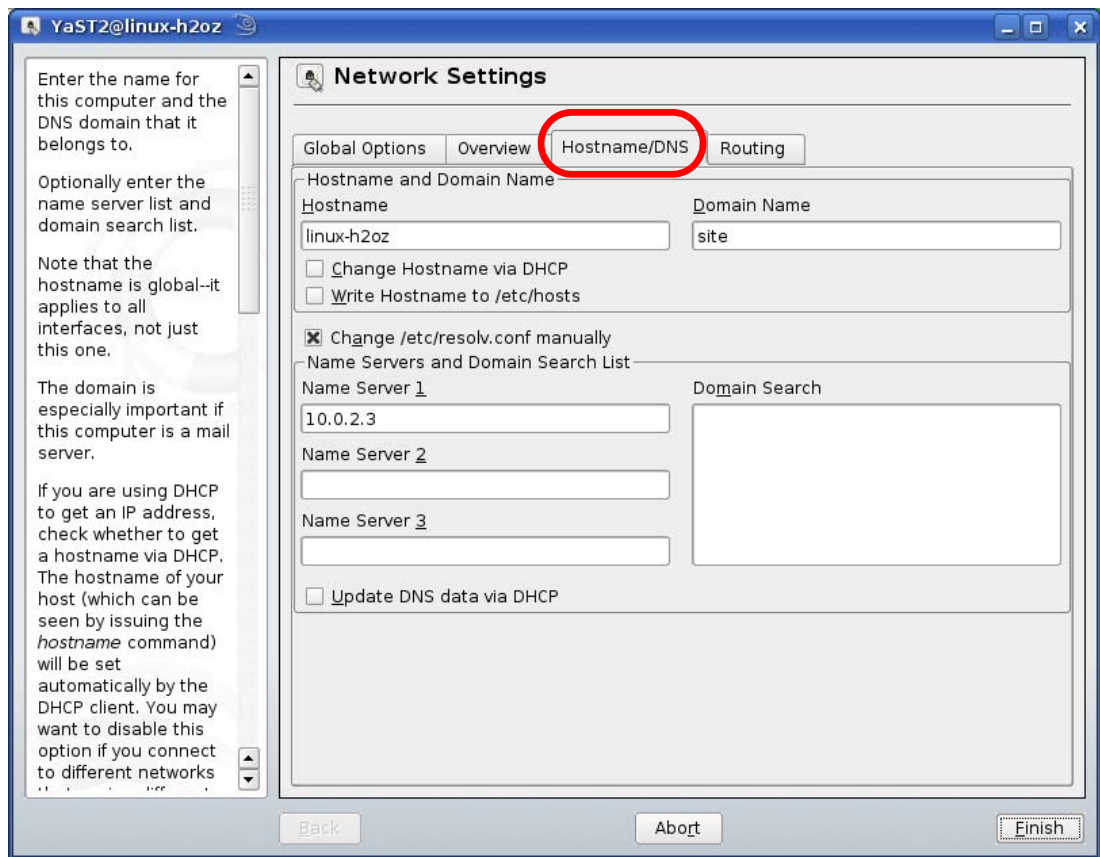 YaST2@linux-h2oz
Enter the name for
this computer and the
DNS domain that it
belongs to.
Optionally enter the
name server list and
domain search list.
Note that the
hostname is global--it
applies to all
interfaces, not just
this one.
The domain is
especially important if
this computer is a mail
server.
If you are using DHCP
to get an IP address,
check whether to get
a hostname via DHCP.
The hostname of your
host (which can be
seen by issuing the
hostname command)
will be set
automatically by the
DHCP client. You may
want to disable this
option if you connect
to different networks
Network Settings
Global Options Overview Hostname/DNS Routing
Hostname and Domain Name
Hostname Domain Name
linux-h2oz site
Change Hostname via DHCP
Write Hostname to /etc/hosts
Change /etc/resolv.conf manually
Name Servers and Domain Search List
Name Server 1 Domain Search
10.0.2.3
Name Server 2
Name Server 3
Update DNS data via DHCP
Back Abort Finish